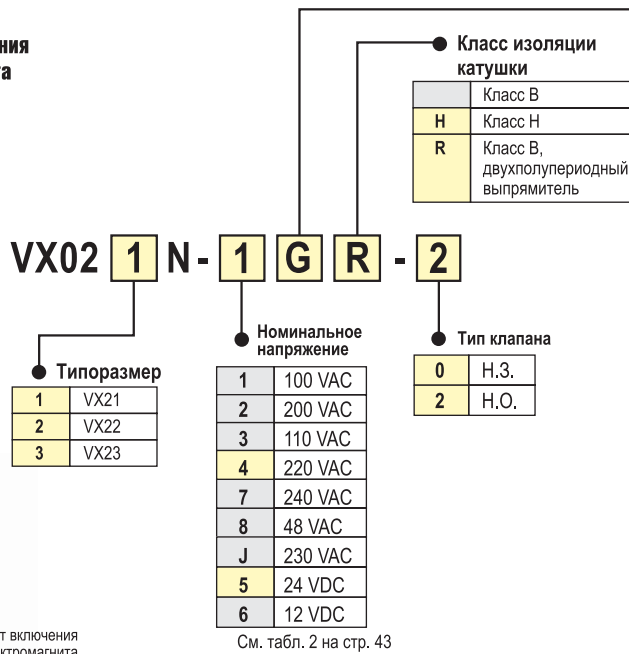 Класс изоляции
катушки
Класс B
H Класс H
R Класс B,
двухполупериодный
выпрямитель
VX02 1 N - 1 G R - 2
Типоразмер
1 VX21
2 VX22
3 VX23
Номинальное
напряжение
1 100 VAC
2 200 VAC
3 110 VAC
4 220 VAC
7 240 VAC
8 48 VAC
J 230 VAC
5 24 VDC
6 12 VDC
См. табл. 2 на стр. 43
Тип клапана
0 Н.З.
2 Н.О.
включения